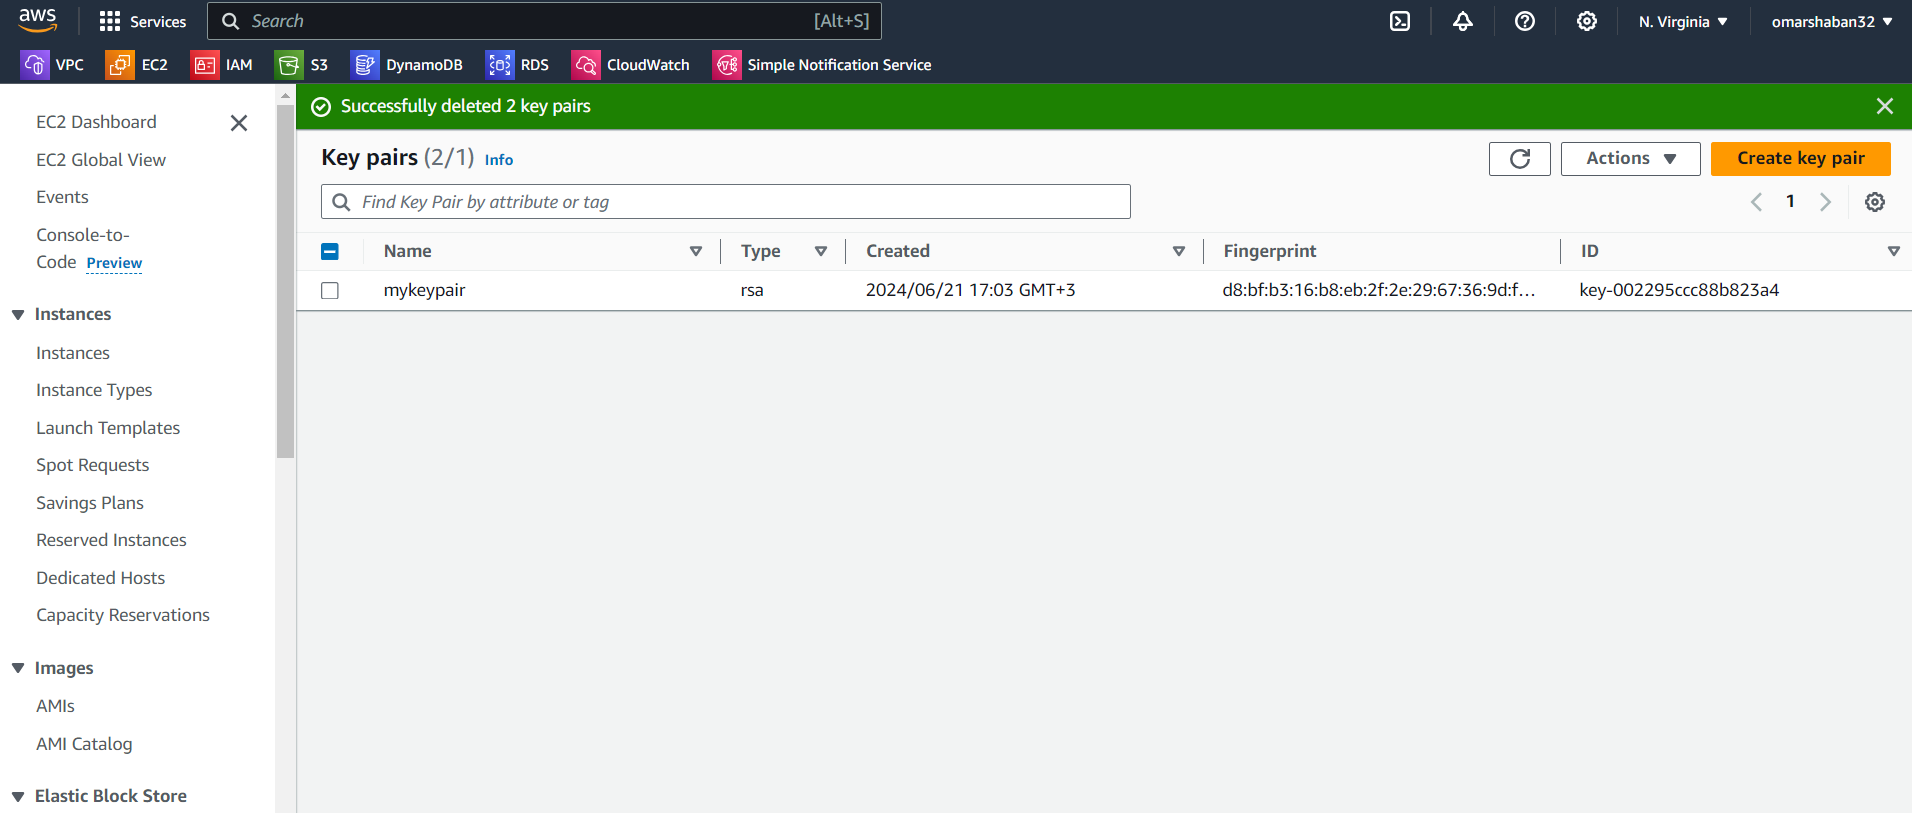 aws Services Search [Alt+S] N. Virginia omarshaban32
VPC EC2 IAM S3 DynamoDB RDS CloudWatch Simple Notification Service
EC2 Dashboard
EC2 Global View
Events
Console-to-
Code Preview
Instances
Instances
Instance Types
Launch Templates
Spot Requests
Savings Plans
Reserved Instances
Dedicated Hosts
Capacity Reservations
Images
AMIs
AMI Catalog
Elastic Block Store
Successfully deleted 2 key pairs
Key pairs (2/1) Info Actions Create key pair
Find Key Pair by attribute or tag 1
Name Type Created Fingerprint ID
mykeypair rsa 2024/06/21 17:03 GMT+3 d8:bf:b3:16:b8:eb:2f:2e:29:67:36:9d:f... key-002295ccc88b823a4